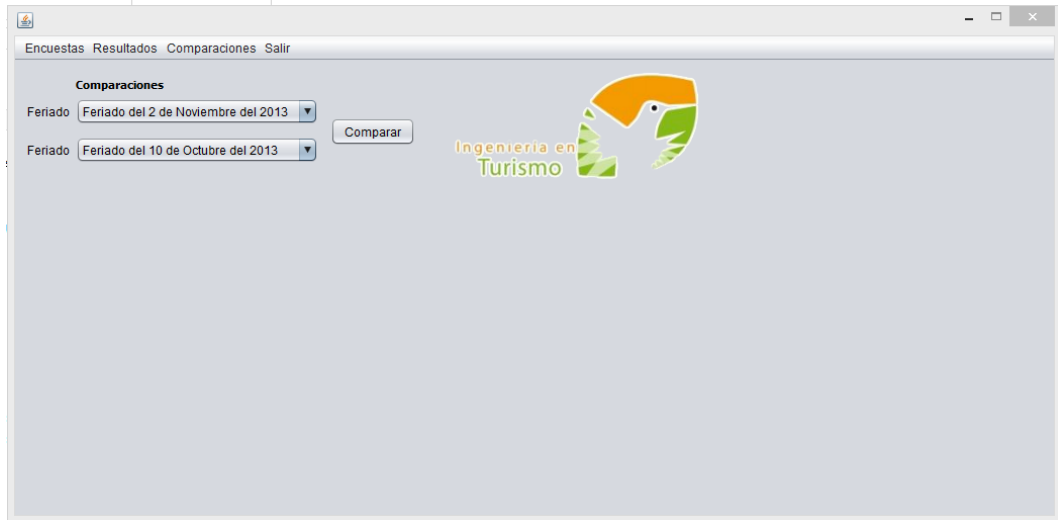 Encuestas Resultados Comparaciones Salir
Comparaciones
Feriado Feriado del 2 de Noviembre del 2013
Comparar
Feriado Feriado del 10 de Octubre del 2013
Ingeniería en
Turismo